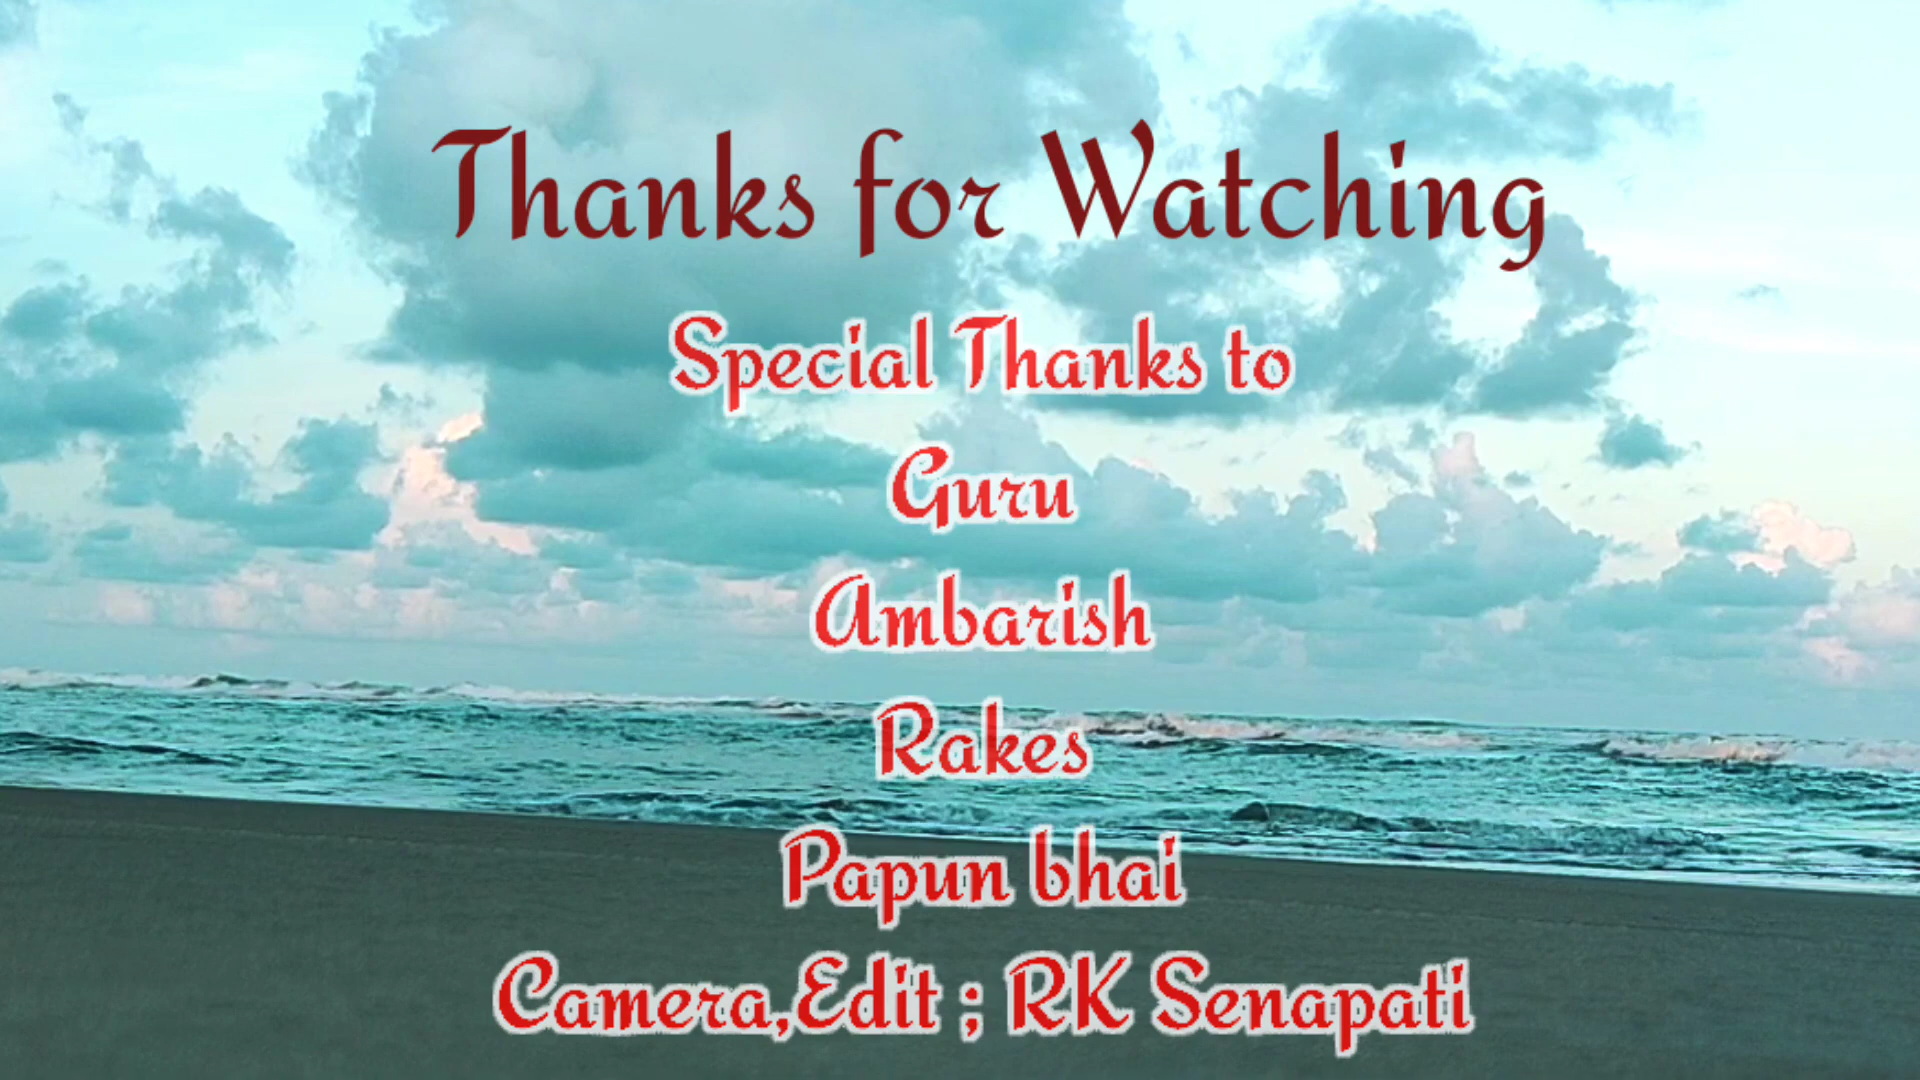 Thanks for Watching
Special Thanks to
Guru
Ambarish
Rakes
Papun bhai
Camera,Edit ; RK Senapati